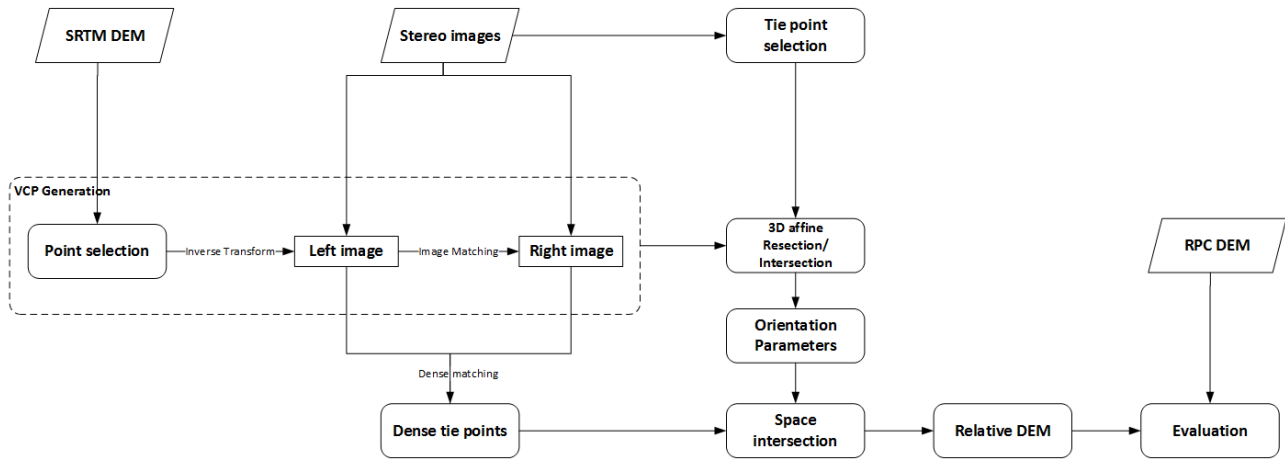 SRTM DEM
Stereo images
Tie point
selection
VCP Generation
Point selection
Inverse Transform
Left image
Image Matching
Right image
3D affine
Resection/
Intersection
RPC DEM
Orientation
Parameters
Dense matching
Dense tie points
Space
intersection
Relative DEM
Evaluation